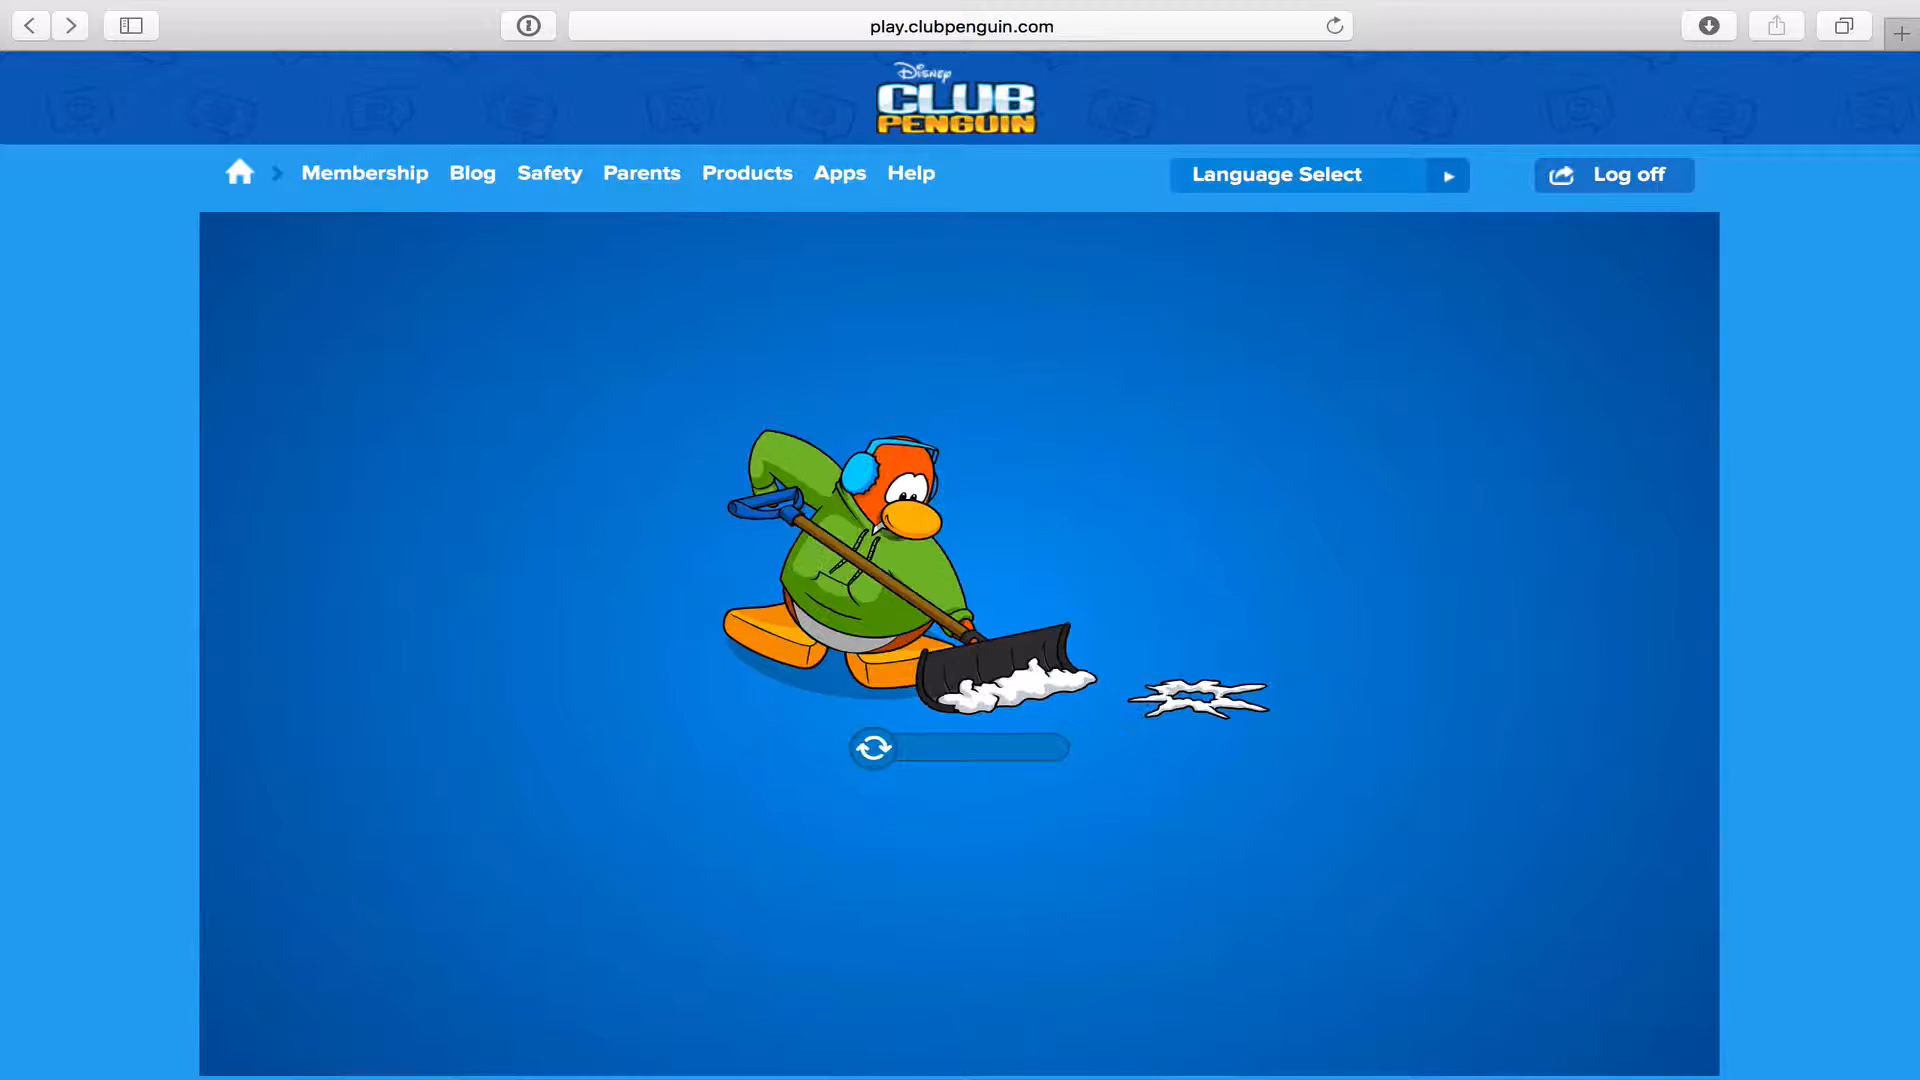 play.clubpenguin.com
Disney
CLUB
PENGUIN
Membership Blog Safety Parents Products Apps Help Language Select Log off